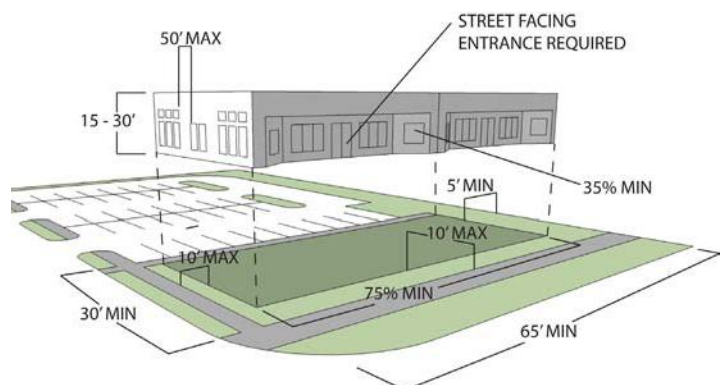 STREET FACING
ENTRANCE REQUIRED
50' MAX
15 - 30'
35% MIN
5' MIN
10' MAX
10' MAX
75% MIN
30' MIN
65' MIN